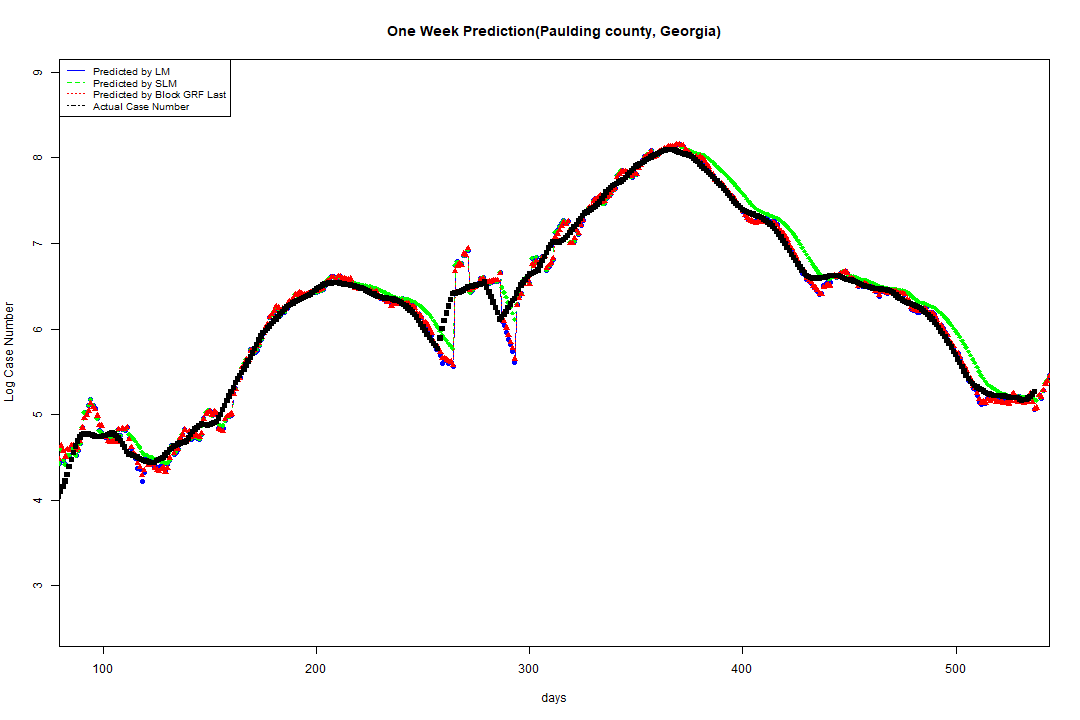 One Week Prediction(Paulding county, Georgia)
Predicted by LM
Predicted by SLM
Predicted by Block GRF Last
Actual Case Number
9
8
7
6
5
4
3
Log Case Number
100 200 300 400 500
days